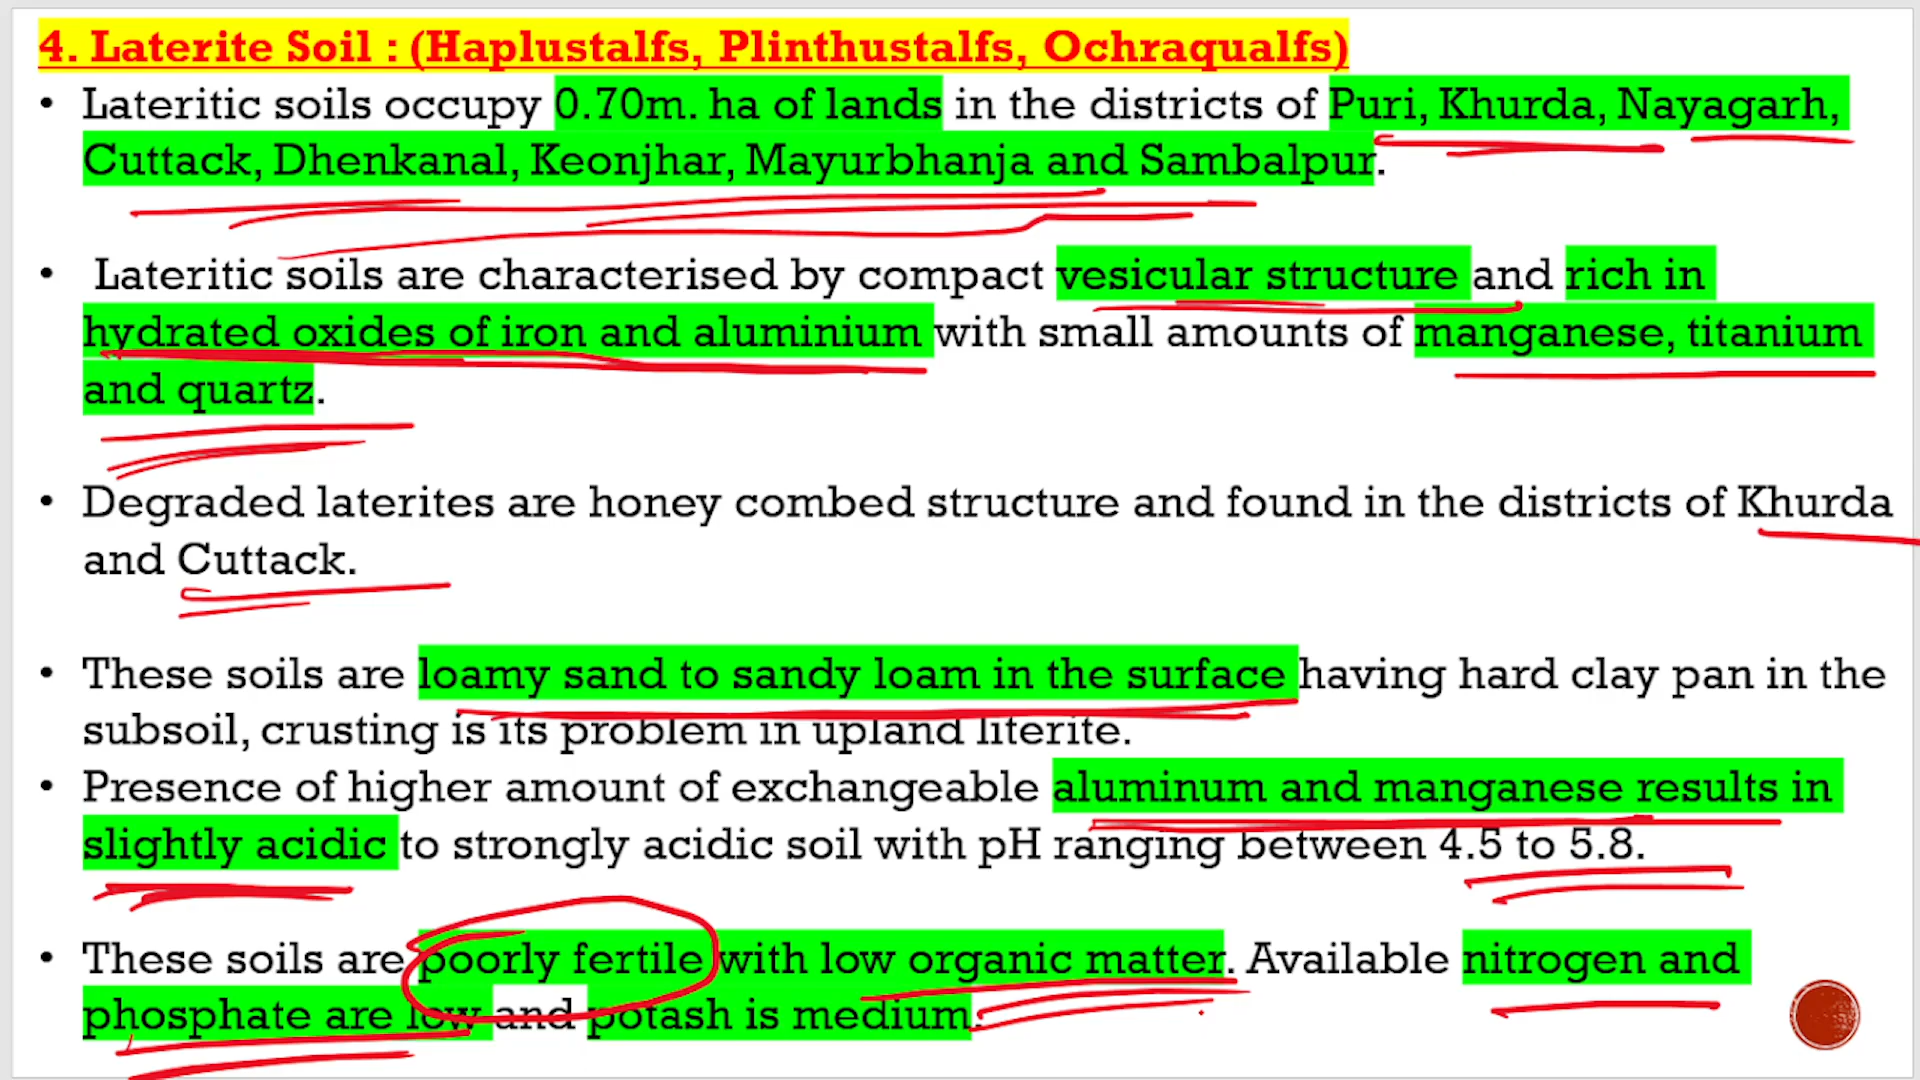 4. Laterite Soil : (Haplustalfs, Plinthustalfs, Ochraqualfs)
• Lateritic soils occupy 0.70m. ha of lands in the districts of Puri, Khurda, Nayagarh,
Cuttack, Dhenkanal, Keonjhar, Mayurbhanja and Sambalpur.
• Lateritic soils are characterised by compact vesicular structure and rich in
hydrated oxides of iron and aluminium with small amounts of manganese, titanium
and quartz.
• Degraded laterites are honey combed structure and found in the districts of Khurda
and Cuttack.
• These soils are loamy sand to sandy loam in the surface having hard clay pan in the
subsoil, crusting is its problem in upland literite.
• Presence of higher amount of exchangeable aluminum and manganese results in
slightly acidic to strongly acidic soil with pH ranging between 4.5 to 5.8.
• These soils are poorly fertile with low organic matter. Available nitrogen and
phosphate are low and potash is medium.